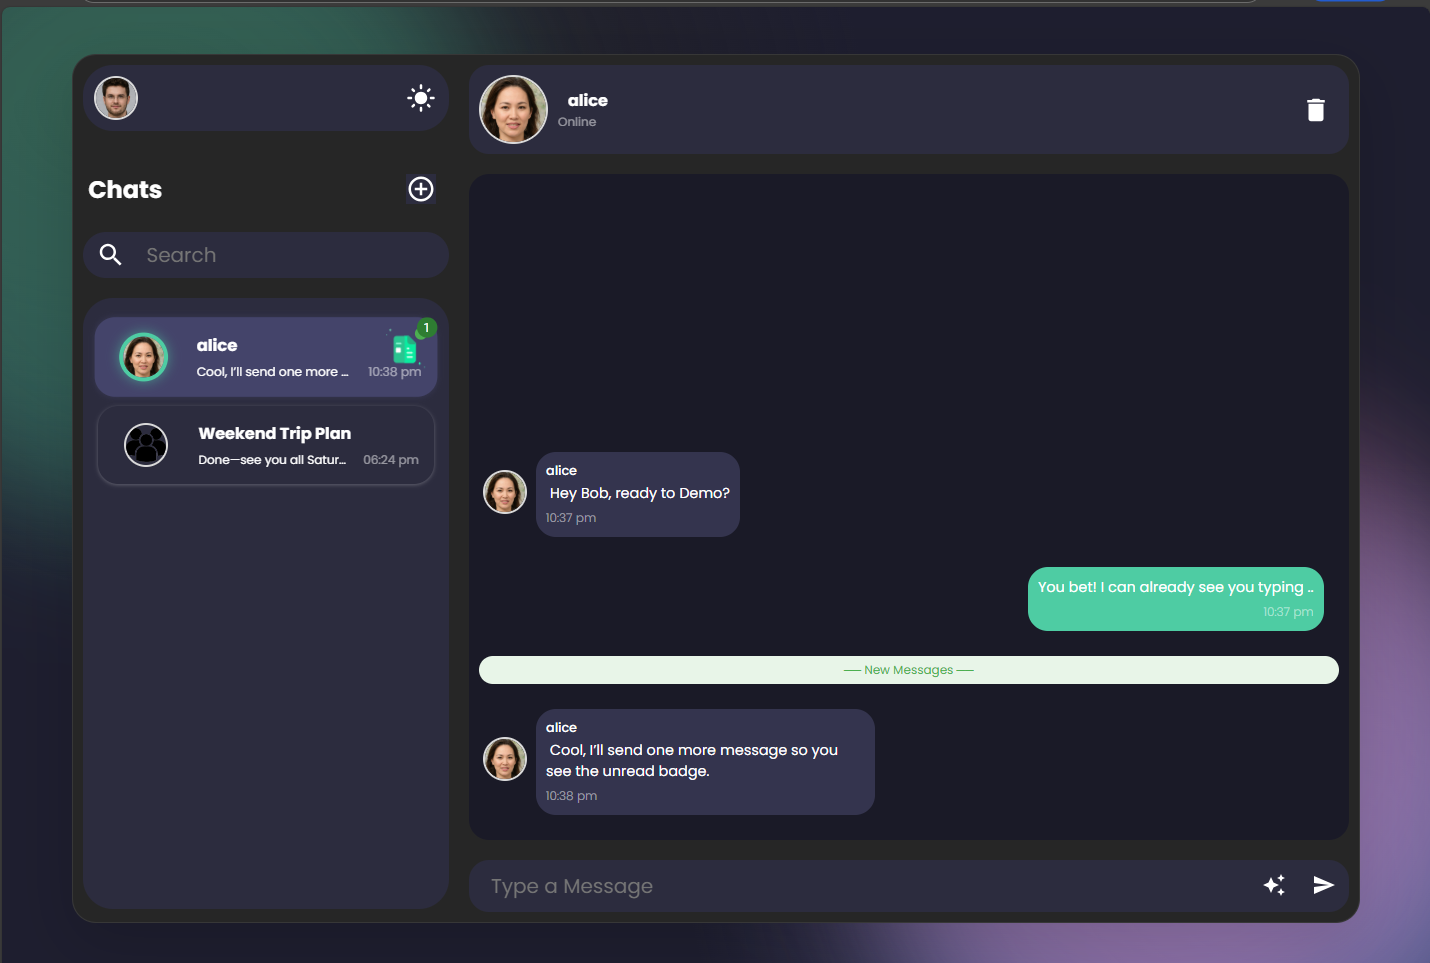 alice
Online
Chats
Search
alice
1
Cool, I'll send one more ...
10:38 pm
Weekend Trip Plan
Done—see you all Satur...
06:24 pm
alice
Hey Bob, ready to Demo?
10:37 pm
You bet! I can already see you typing ..
10:37 pm
—— New Messages ——
alice
Cool, I'll send one more message so you
see the unread badge.
10:38 pm
Type a Message